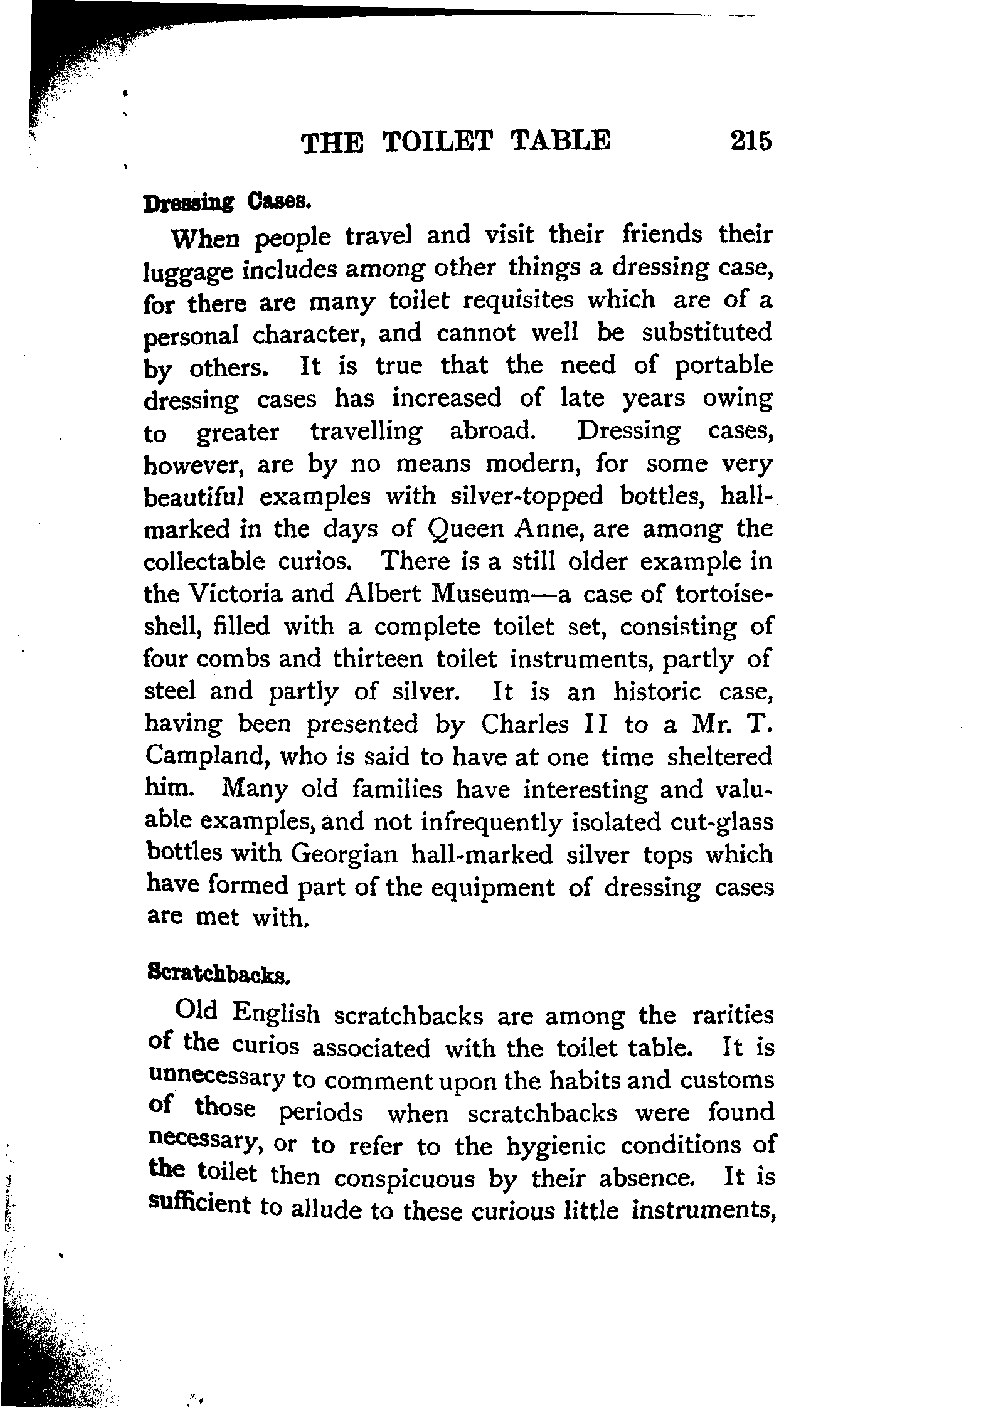 THE TOILET TABLE 215
Dressing Cases.
When people travel and visit their friends their
luggage includes among other things a dressing case,
for there are many toilet requisites which are of a
personal character, and cannot well be substituted
by others. It is true that the need of portable
dressing cases has increased of late years owing
to greater travelling abroad. Dressing cases,
however, are by no means modern, for some very
beautiful examples with silver-topped bottles, hall-
marked in the days of Queen Anne, are among the
collectable curios. There is a still older example in
the Victoria and Albert Museum—a case of tortoise-
shell, filled with a complete toilet set, consisting of
four combs and thirteen toilet instruments, partly of
steel and partly of silver. It is an historic case,
having been presented by Charles II to a Mr. T.
Campland, who is said to have at one time sheltered
him. Many old families have interesting and valu-
able examples, and not infrequently isolated cut-glass
bottles with Georgian hall-marked silver tops which
have formed part of the equipment of dressing cases
are met with.
Scratchbacks.
Old English scratchbacks are among the rarities
of the curios associated with the toilet table. It is
unnecessary to comment upon the habits and customs
of those periods when scratchbacks were found
necessary, or to refer to the hygienic conditions of
the toilet then conspicuous by their absence. It is
sufficient to allude to these curious little instruments,